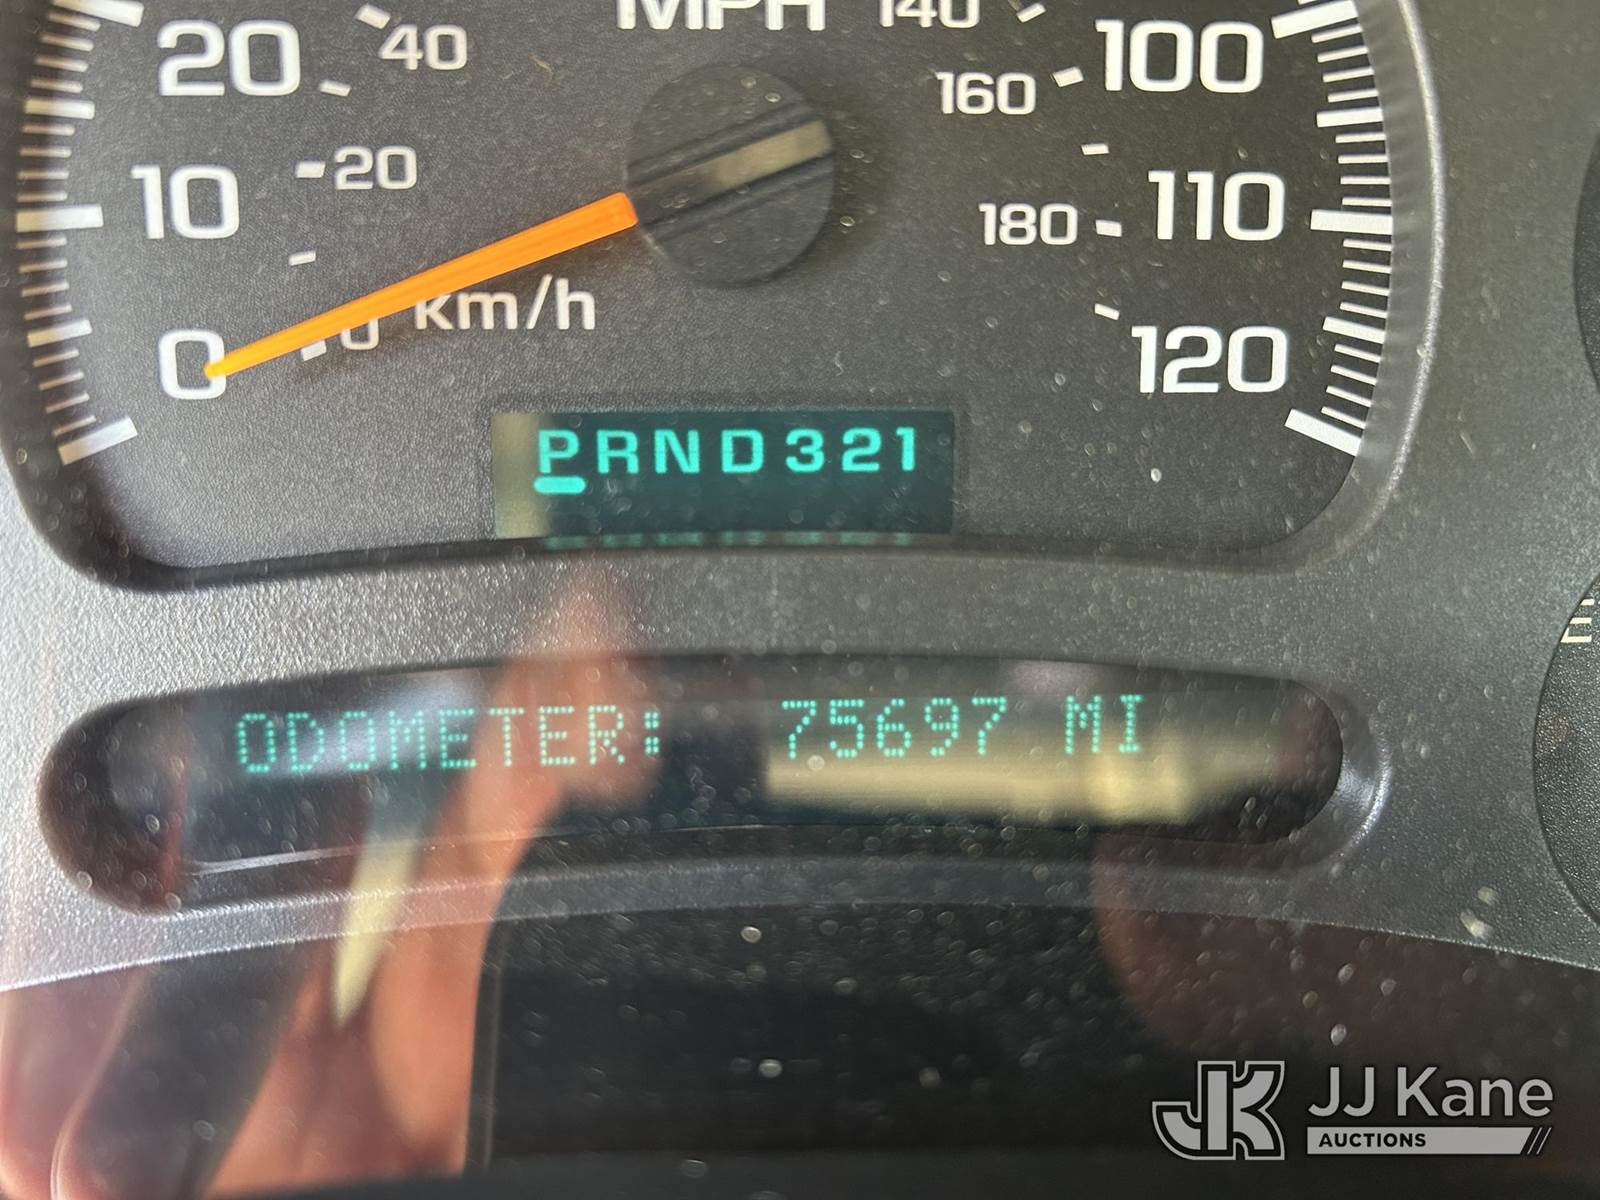 MPH
20 40 140 100
160
10 20 180 110
km/h
0 0 120
PRND321
E
ODOMETER: 75697 MI
JK JJ Kane
AUCTIONS